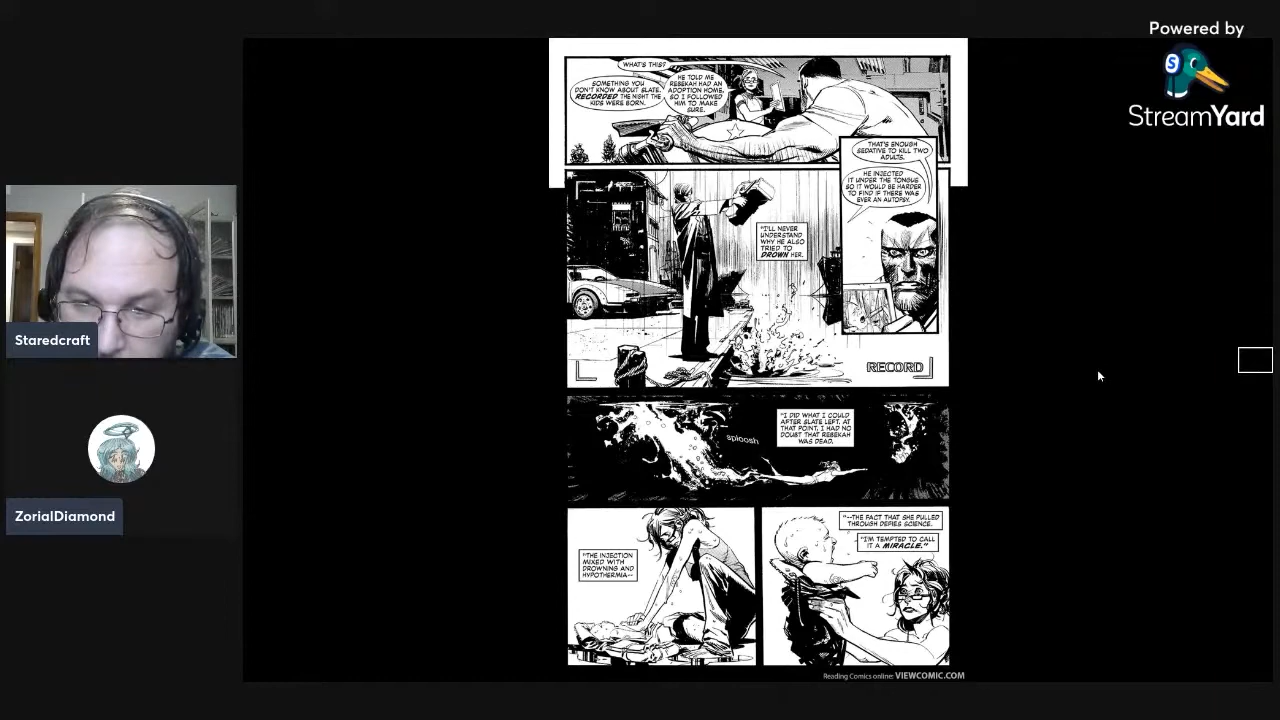 Powered by
StreamYard
Staredcraft
ZorialDiamond
WHAT'S THIS?
SOMETHING YOU
DON'T KNOW ABOUT SLATE.
RECORDED THE NIGHT THE
KIDS WERE BORN.
HE TOLD ME
REBEKAH HAD AN
ADOPTION HOME,
SO I FOLLOWED
HIM TO MAKE
SURE.
THAT'S ENOUGH
SEDATIVE TO KILL TWO
ADULTS.
HE INJECTED
IT UNDER THE TONGUE
SO IT WOULD BE HARDER
TO FIND IF THERE WAS
EVER AN AUTOPSY.
"I'LL NEVER
UNDERSTAND
WHY HE ALSO
TRIED TO
DROWN HER.
RECORD
"I DID WHAT I COULD
AFTER SLATE LEFT. AT
THAT POINT, I HAD NO
DOUBT THAT REBEKAH
WAS DEAD.
sploosh
"THE INJECTION
MIXED WITH
DROWNING AND
HYPOTHERMIA--
"--THE FACT THAT SHE PULLED
THROUGH DEFIES SCIENCE.
"I'M TEMPTED TO CALL
IT A MIRACLE."
Reading Comics online: VIEWCOMIC.COM